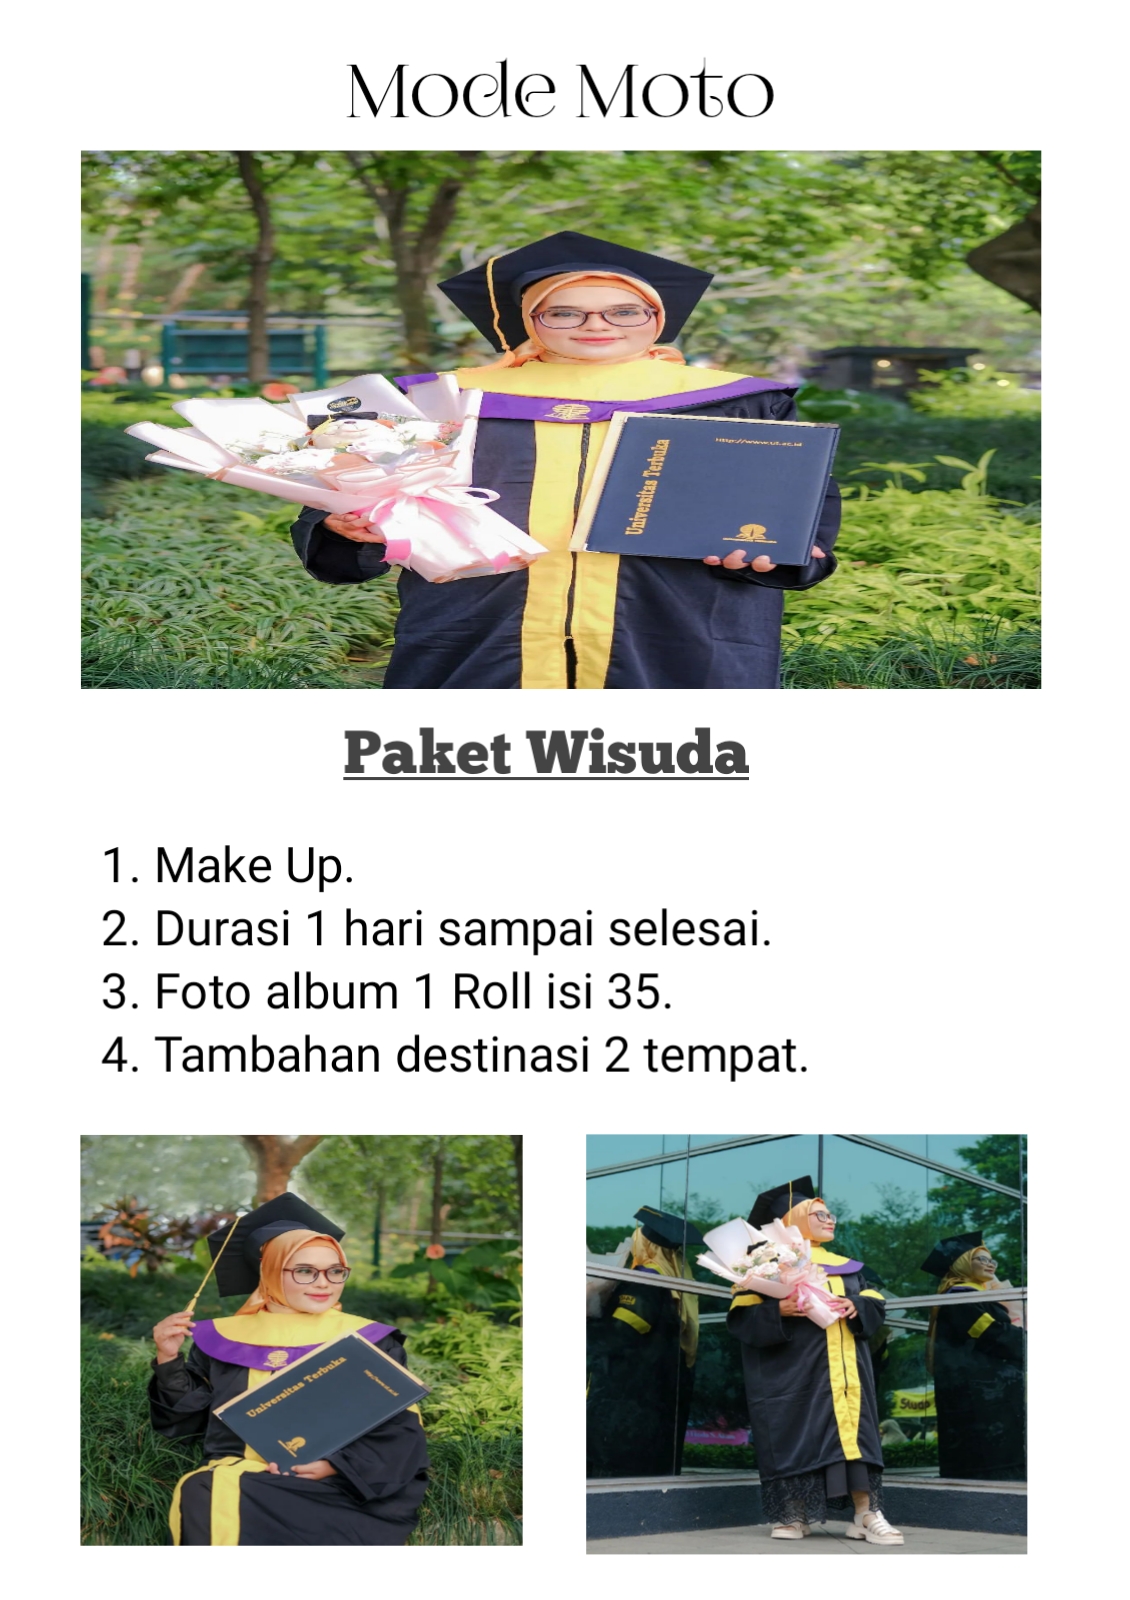 Mode Moto
Universitas Terbuka
http://www.ut.ac.id
Paket Wisuda
1. Make Up.
2. Durasi 1 hari sampai selesai.
3. Foto album 1 Roll isi 35.
4. Tambahan destinasi 2 tempat.
Universitas Terbuka
Studio